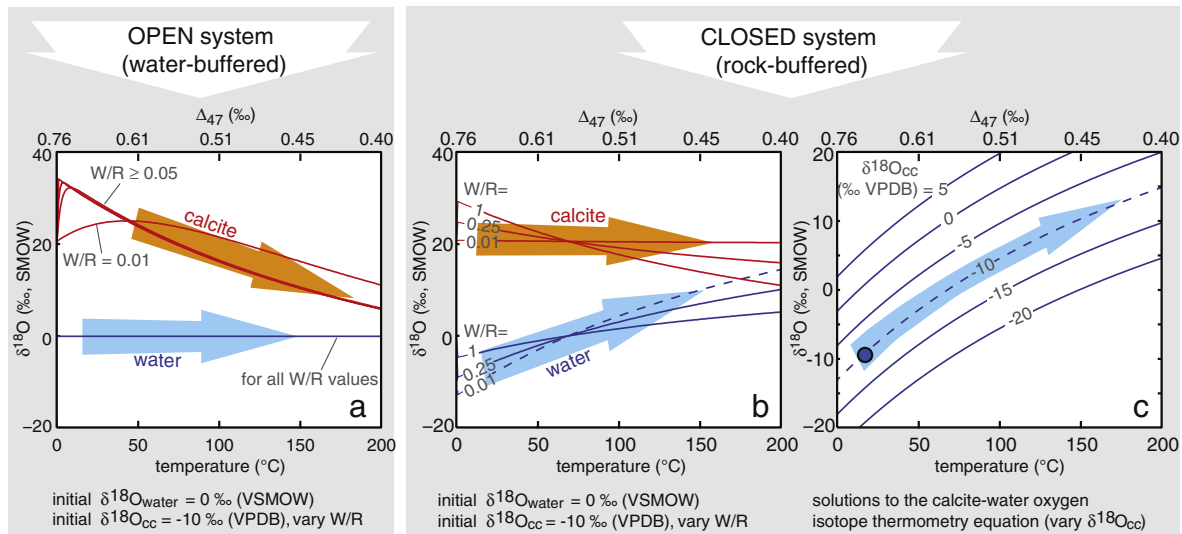 OPEN system
(water-buffered)
Δ47 (‰)
0.76 0.61 0.51 0.45 0.40
40
20
0
−20
δ18O (‰, SMOW)
W/R ≥ 0.05
calcite
W/R = 0.01
water
for all W/R values
a
0 50 100 150 200
temperature (°C)
initial δ18Owater = 0 ‰ (VSMOW)
initial δ18Occ = -10 ‰ (VPDB), vary W/R
CLOSED system
(rock-buffered)
Δ47 (‰)
0.76 0.61 0.51 0.45 0.40
40
20
0
−20
δ18O (‰, SMOW)
W/R=
1
0.25
0.01
calcite
W/R=
1
0.25
0.01
water
b
0 50 100 150 200
temperature (°C)
initial δ18Owater = 0 ‰ (VSMOW)
initial δ18Occ = -10 ‰ (VPDB), vary W/R
Δ47 (‰)
0.76 0.61 0.51 0.45 0.40
20
10
0
−10
−20
δ18O (‰, SMOW)
δ18Occ
(‰ VPDB) = 5
0
-5
-10
-15
-20
c
0 50 100 150 200
temperature (°C)
solutions to the calcite-water oxygen
isotope thermometry equation (vary δ18Occ)